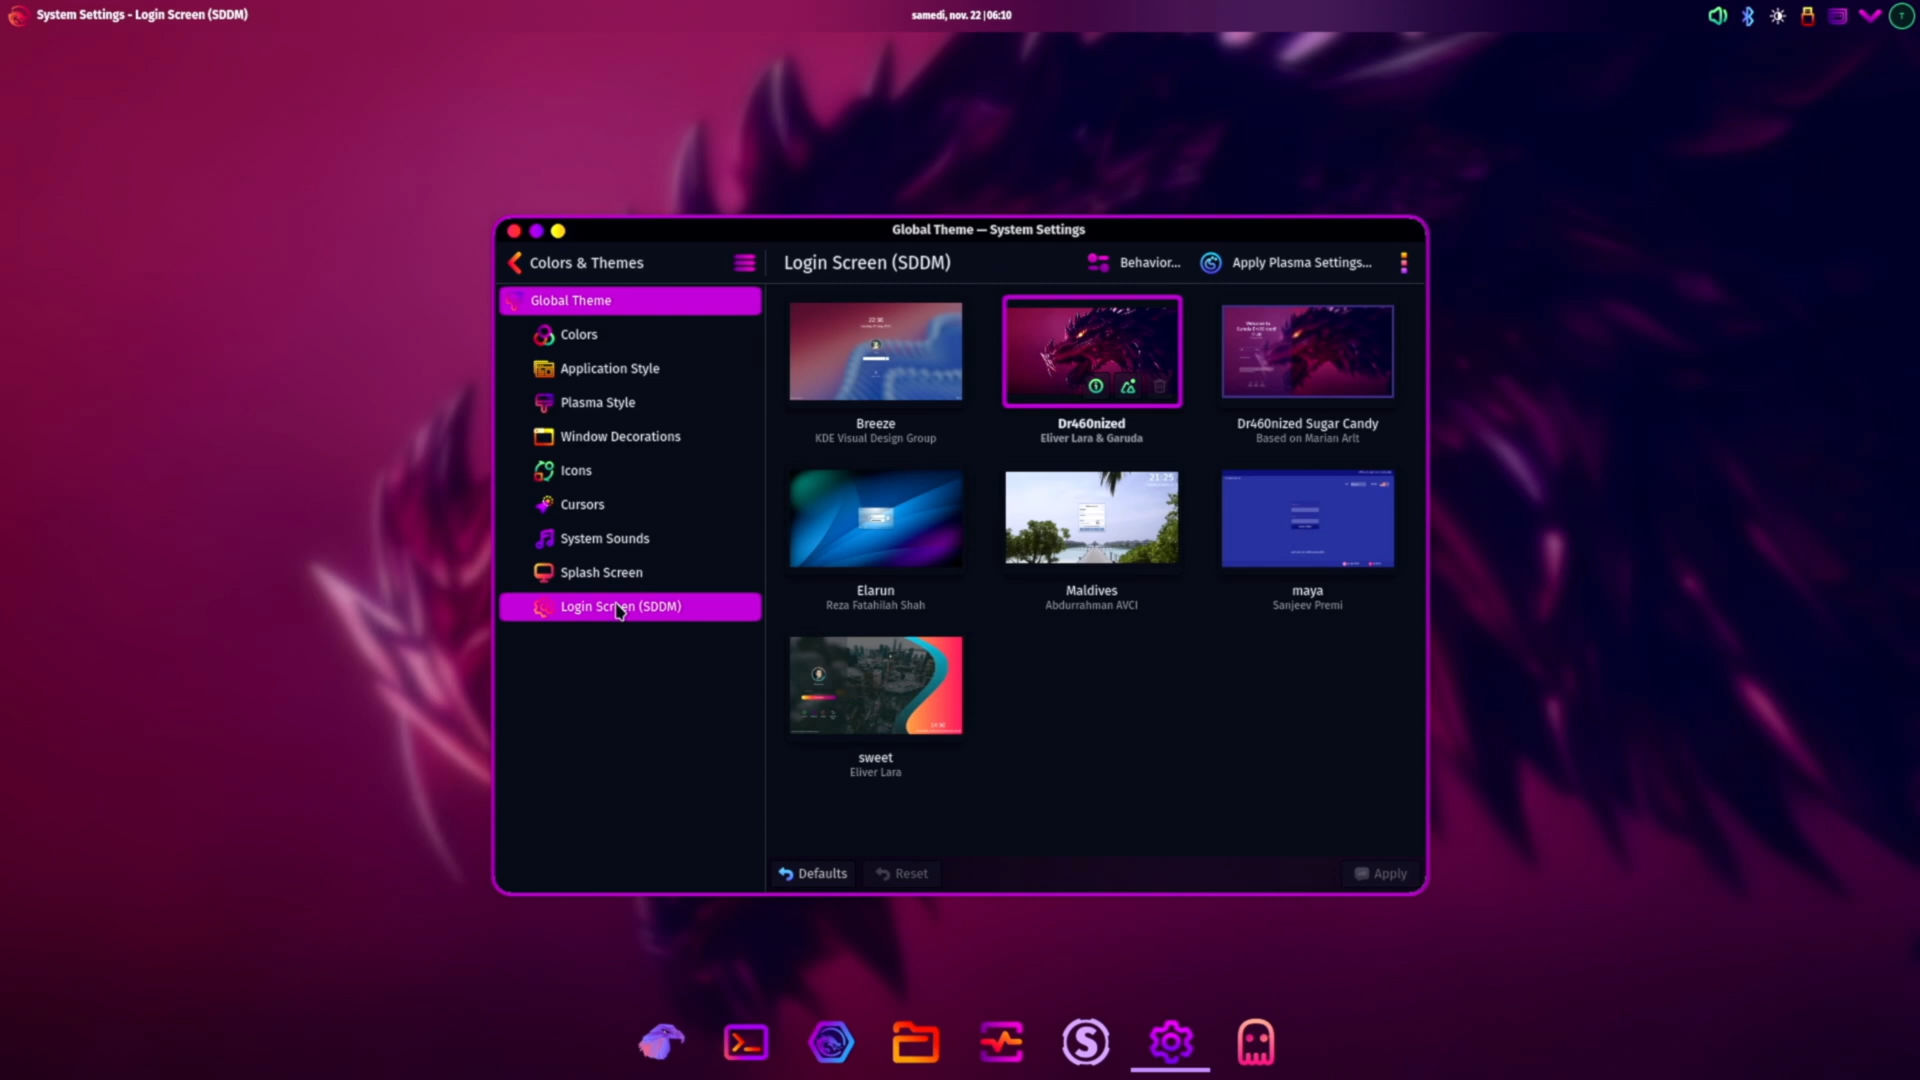 System Settings - Login Screen (SDDM)
samedi, nov. 22 | 06:10
Global Theme — System Settings
Colors & Themes
Login Screen (SDDM)
Behavior...
Apply Plasma Settings...
Global Theme
Colors
Application Style
Plasma Style
Window Decorations
Icons
Cursors
System Sounds
Splash Screen
Login Screen (SDDM)
Breeze
KDE Visual Design Group
Dr460nized
Eliver Lara & Garuda
Dr460nized Sugar Candy
Based on Marian Arlt
Elarun
Reza Fatahilah Shah
21:25
Maldives
Abdurrahman AVCI
maya
Sanjeev Premi
sweet
Eliver Lara
Defaults
Reset
Apply